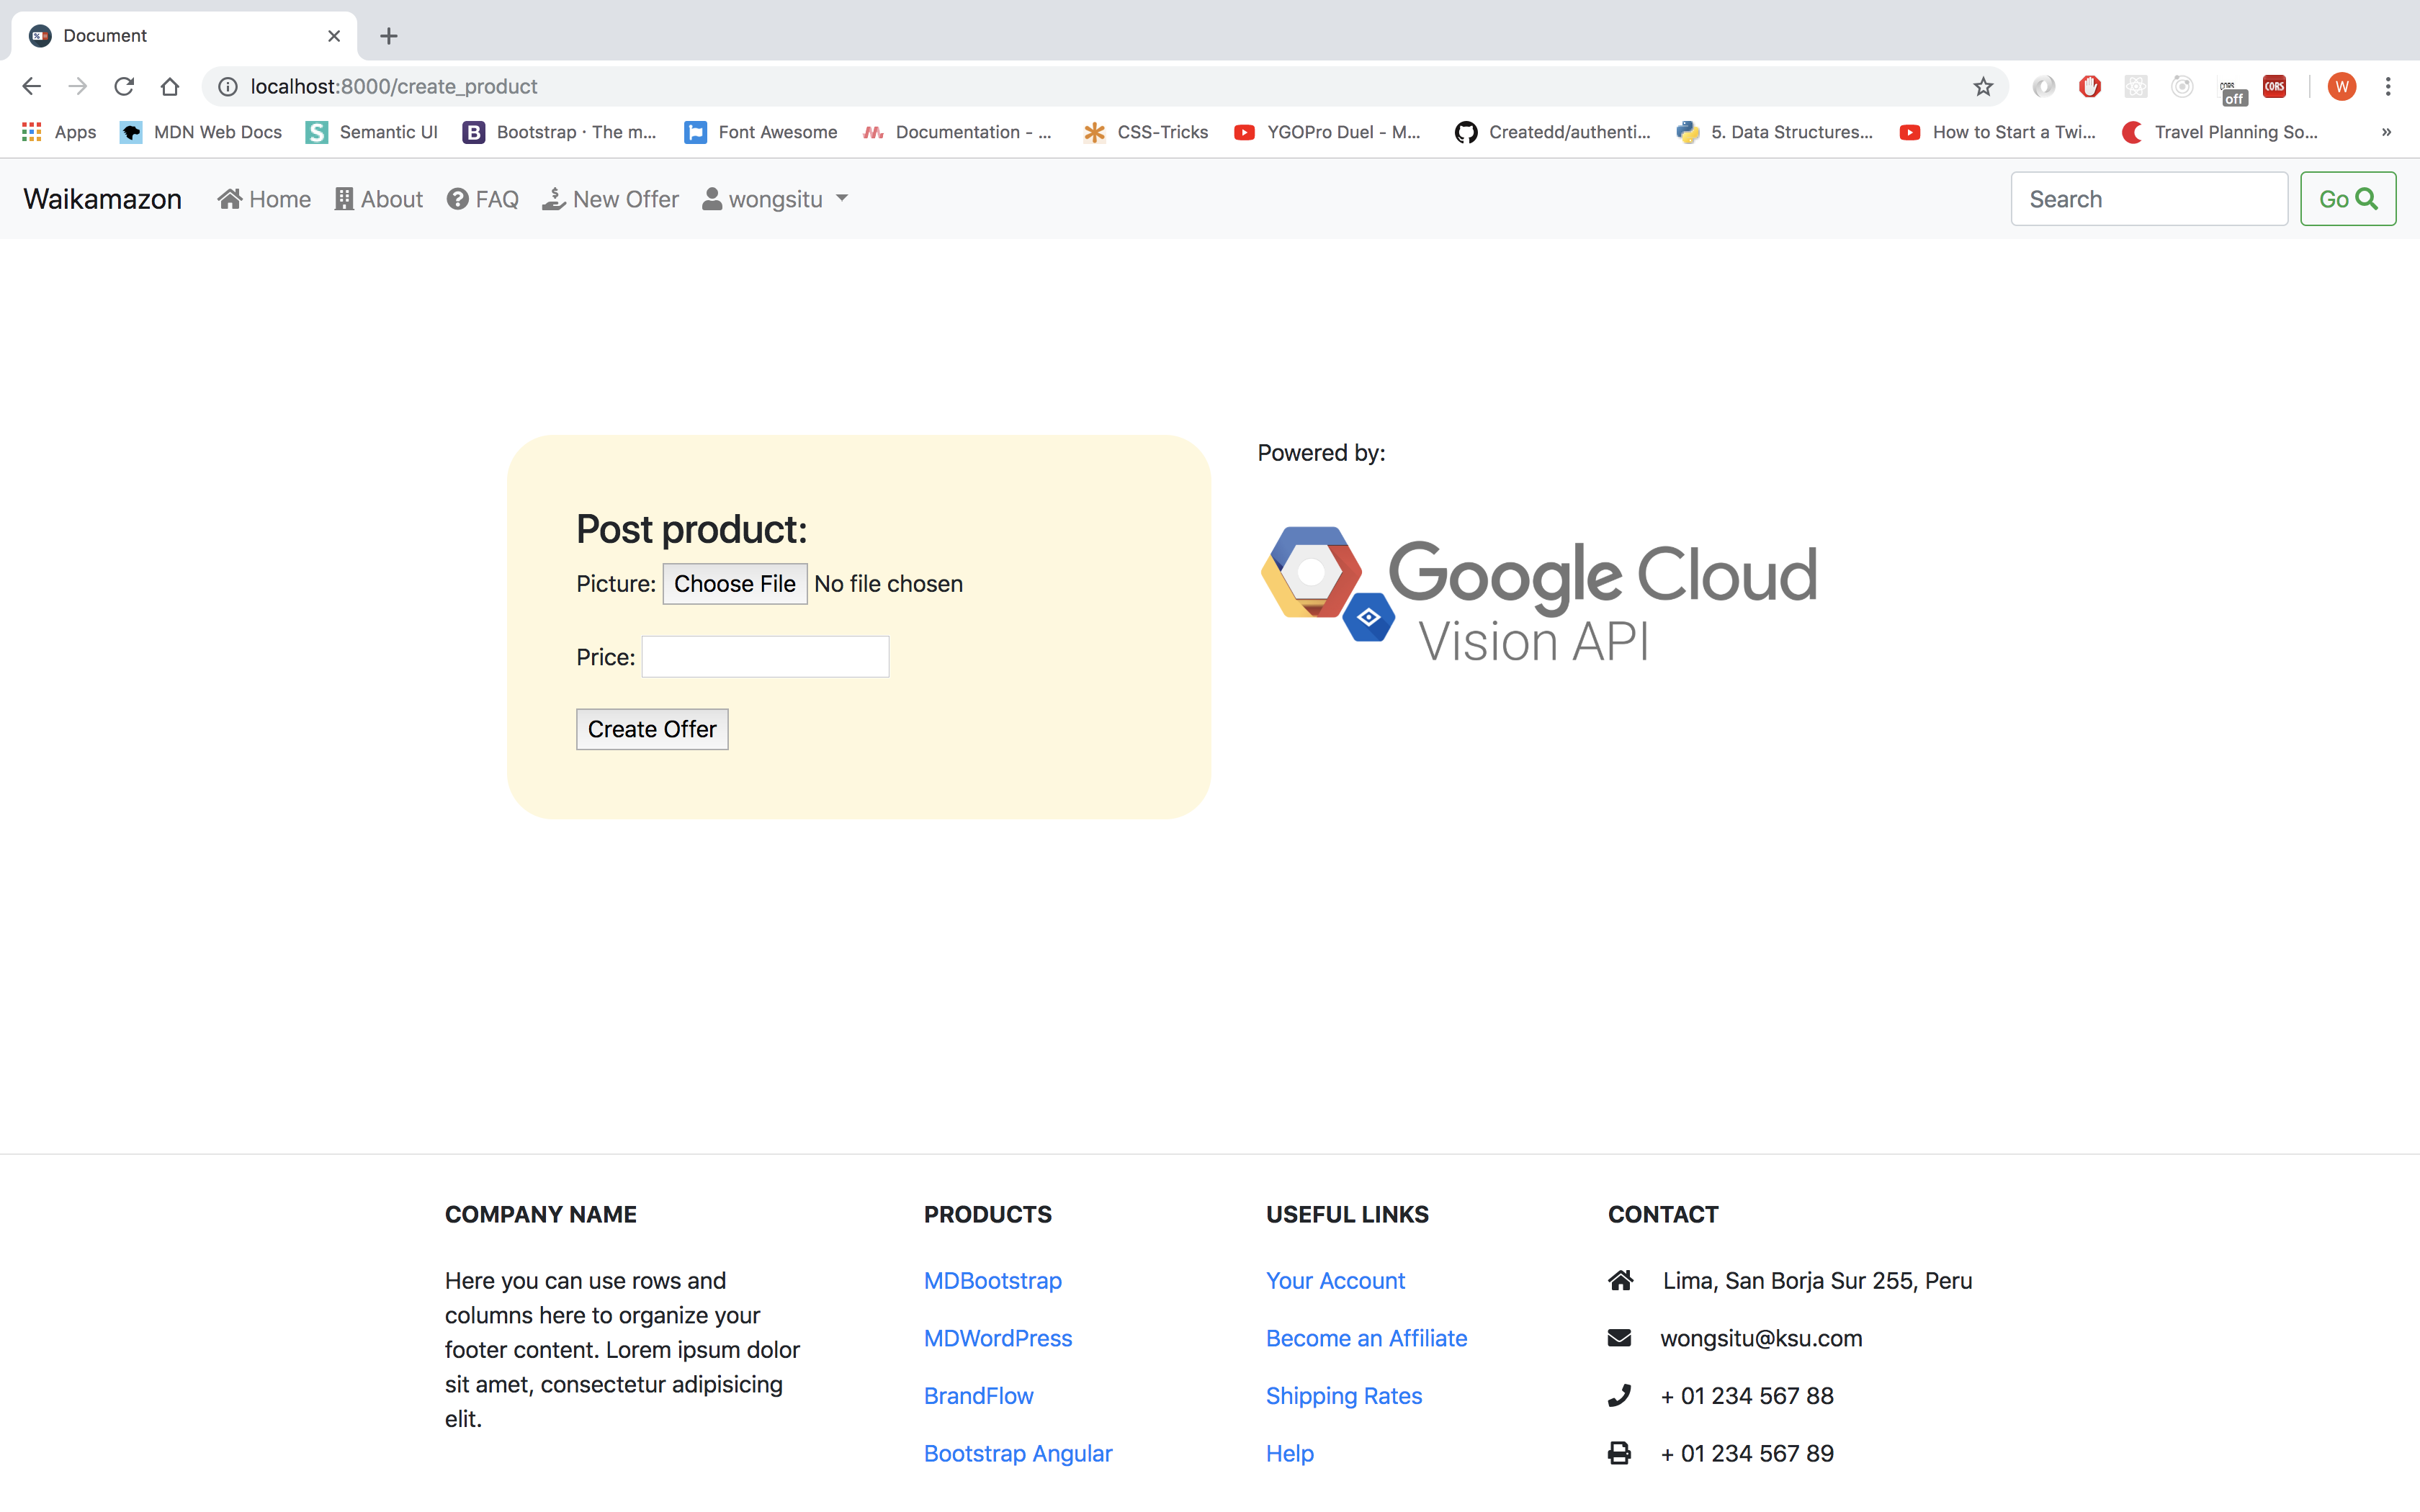 Document
localhost:8000/create_product
off
CORS
W
Apps
MDN Web Docs
S
Semantic UI
B
Bootstrap · The m...
Font Awesome
Documentation - ...
CSS-Tricks
YGOPro Duel - M...
Createdd/authenti...
5. Data Structures...
How to Start a Twi...
Travel Planning So...
»
Waikamazon
Home
About
FAQ
New Offer
wongsitu
Search
Go
Post product:
Picture: Choose File No file chosen
Price:
Create Offer
Powered by:
Google Cloud
Vision API
COMPANY NAME
Here you can use rows and
columns here to organize your
footer content. Lorem ipsum dolor
sit amet, consectetur adipisicing
elit.
PRODUCTS
MDBootstrap
MDWordPress
BrandFlow
Bootstrap Angular
USEFUL LINKS
Your Account
Become an Affiliate
Shipping Rates
Help
CONTACT
Lima, San Borja Sur 255, Peru
wongsitu@ksu.com
+ 01 234 567 88
+ 01 234 567 89